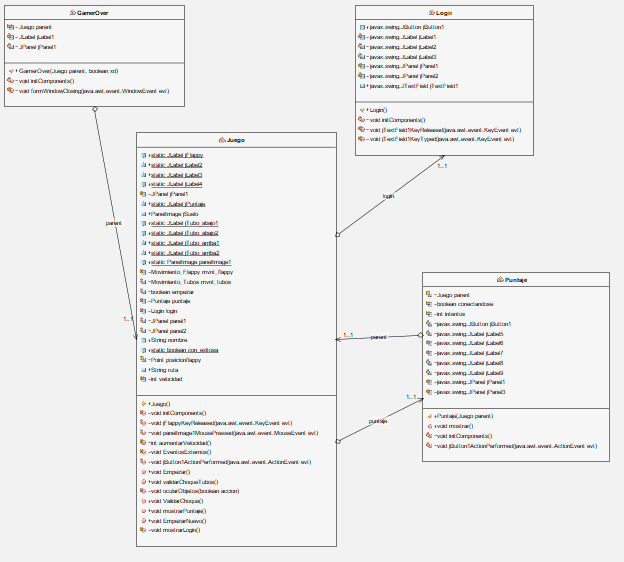 GamerOver
-Juego parent
-JLabel jLabel1
-JPanel jPanel1
+GamerOver(Juego parent, boolean xd)
-void initComponents()
-void formWindowClosing(java.awt.event.WindowEvent evt)
Login
+javax.swing.JButton jButton1
-javax.swing.JLabel jLabel1
-javax.swing.JLabel jLabel2
-javax.swing.JLabel jLabel3
-javax.swing.JPanel jPanel1
-javax.swing.JPanel jPanel2
+javax.swing.JTextField jTextField1
+Login()
-void initComponents()
-void jTextField1KeyReleased(java.awt.event.KeyEvent evt)
-void jTextField1KeyTyped(java.awt.event.KeyEvent evt)
Juego
+static JLabel jFlappy
+static JLabel jLabel2
+static JLabel jLabel3
+static JLabel jLabel4
-JPanel jPanel1
+static JLabel jPuntaje
+PanelImage jSuelo
+static JLabel jTubo_abajo1
+static JLabel jTubo_abajo2
+static JLabel jTubo_arriba1
+static JLabel jTubo_arriba2
+static PanelImage panelImage1
-Movimiento_Flappy mvnt_flappy
-Movimiento_Tubos mvnt_tubos
-boolean empezar
-Puntaje puntaje
-Login login
-JPanel panel1
-JPanel panel2
+String nombre
+static boolean con_exitosa
-Point posicionflappy
+String ruta
-int velocidad
+Juego()
-void initComponents()
-void jFlappyKeyReleased(java.awt.event.KeyEvent evt)
-void panelImage1MousePressed(java.awt.event.MouseEvent evt)
-int aumentarVelocidad()
-void EventosExternos()
-void jButton1ActionPerformed(java.awt.event.ActionEvent evt)
+void Empezar()
+void validarChoqueTubos()
-void ocularObjetos(boolean accion)
+void ValidarChoque()
+void mostrarPuntaje()
+void EmpezarNuevo()
-void mostrarLogin()
Puntaje
-Juego parent
-boolean conectandose
-int intentos
-javax.swing.JButton jButton1
-javax.swing.JLabel jLabel5
-javax.swing.JLabel jLabel6
-javax.swing.JLabel jLabel7
-javax.swing.JLabel jLabel8
-javax.swing.JLabel jLabel9
-javax.swing.JPanel jPanel1
-javax.swing.JPanel jPanel3
+Puntaje(Juego parent)
+void mostrar()
-void initComponents()
-void jButton1ActionPerformed(java.awt.event.ActionEvent evt)
parent
1..1
login
1..1
parent
1..1
puntaje
1..1